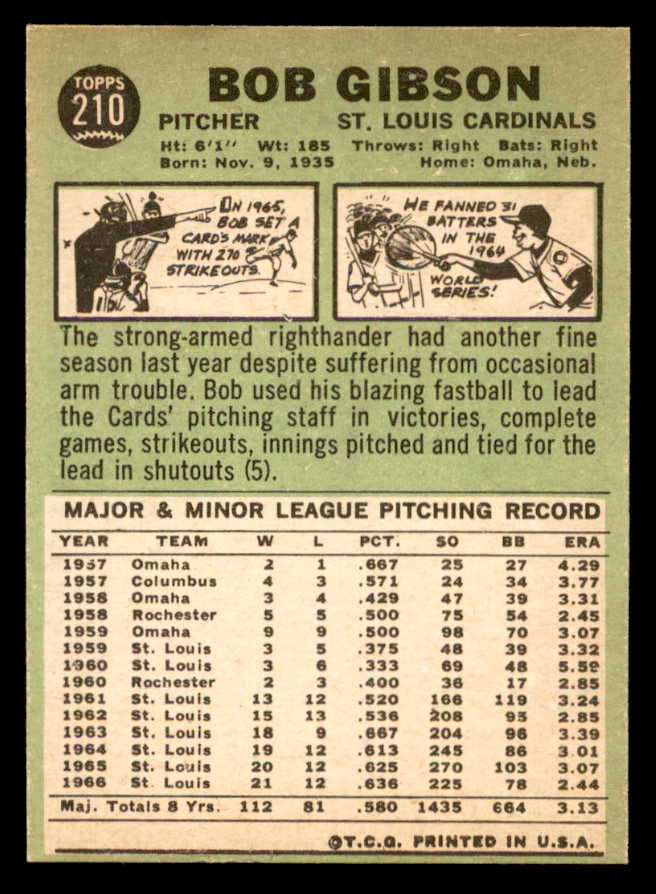 TOPPS
210
BOB GIBSON
PITCHER ST. LOUIS CARDINALS
Ht: 6'1" Wt: 185 Throws: Right Bats: Right
Born: Nov. 9, 1935 Home: Omaha, Neb.
ON 1965,
BOB SET A
CARD'S MARK
WITH 270
STRIKEOUTS.
HE FANNED 31
BATTERS
IN THE
1964
WORLD
SERIES!
The strong-armed righthander had another fine
season last year despite suffering from occasional
arm trouble. Bob used his blazing fastball to lead
the Cards' pitching staff in victories, complete
games, strikeouts, innings pitched and tied for the
lead in shutouts (5).
MAJOR & MINOR LEAGUE PITCHING RECORD
YEAR TEAM W L PCT. SO BB ERA
1957 Omaha 2 1 .667 25 27 4.29
1957 Columbus 4 3 .571 24 34 3.77
1958 Omaha 3 4 .429 47 39 3.31
1958 Rochester 5 5 .500 75 54 2.45
1959 Omaha 9 9 .500 98 70 3.07
1959 St. Louis 3 5 .375 48 39 3.32
1960 St. Louis 3 6 .333 69 48 5.59
1960 Rochester 2 3 .400 36 17 2.85
1961 St. Louis 13 12 .520 166 119 3.24
1962 St. Louis 15 13 .536 208 95 2.85
1963 St. Louis 18 9 .667 204 96 3.39
1964 St. Louis 19 12 .613 245 86 3.01
1965 St. Louis 20 12 .625 270 103 3.07
1966 St. Louis 21 12 .636 225 78 2.44
Maj. Totals 8 Yrs. 112 81 .580 1435 664 3.13
©T.C.G. PRINTED IN U.S.A.